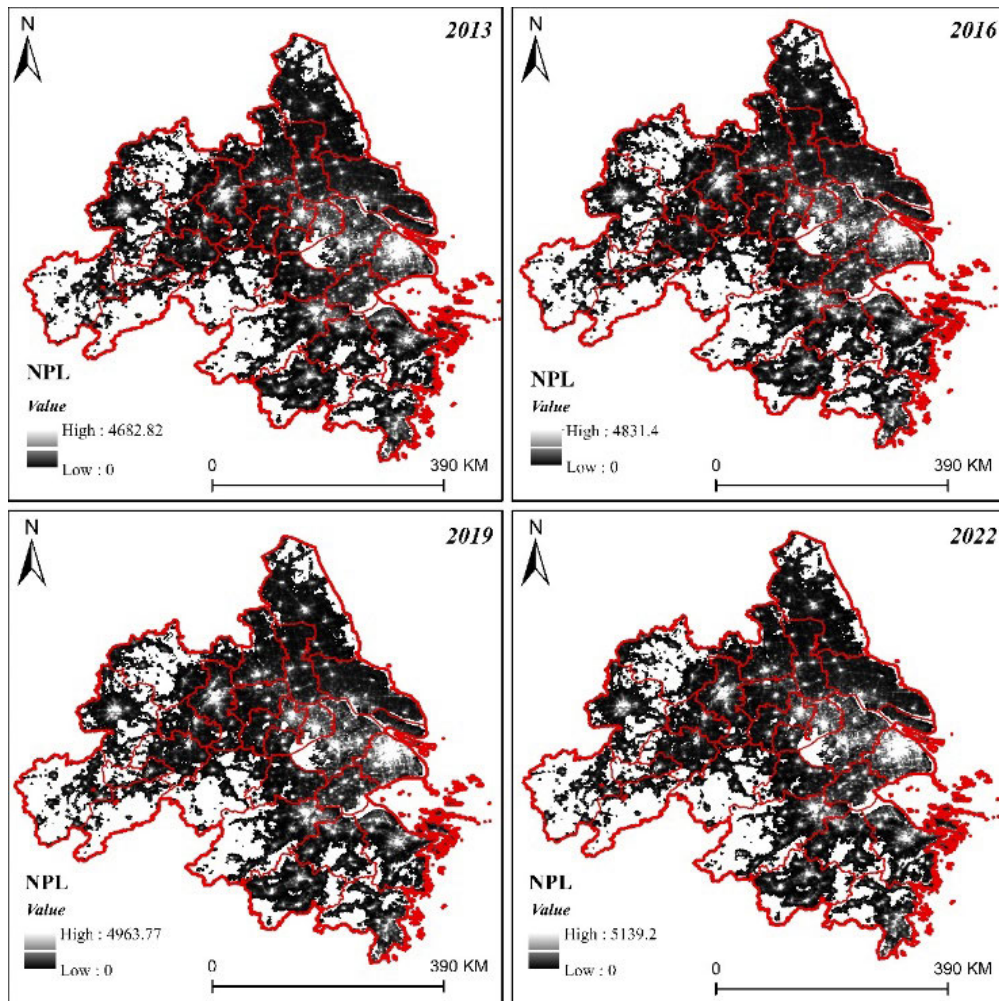 N
2013
NPL
Value
High : 4682.82
Low : 0
0
390 KM
N
2016
NPL
Value
High : 4831.4
Low : 0
0
390 KM
N
2019
NPL
Value
High : 4963.77
Low : 0
0
390 KM
N
2022
NPL
Value
High : 5139.2
Low : 0
0
390 KM